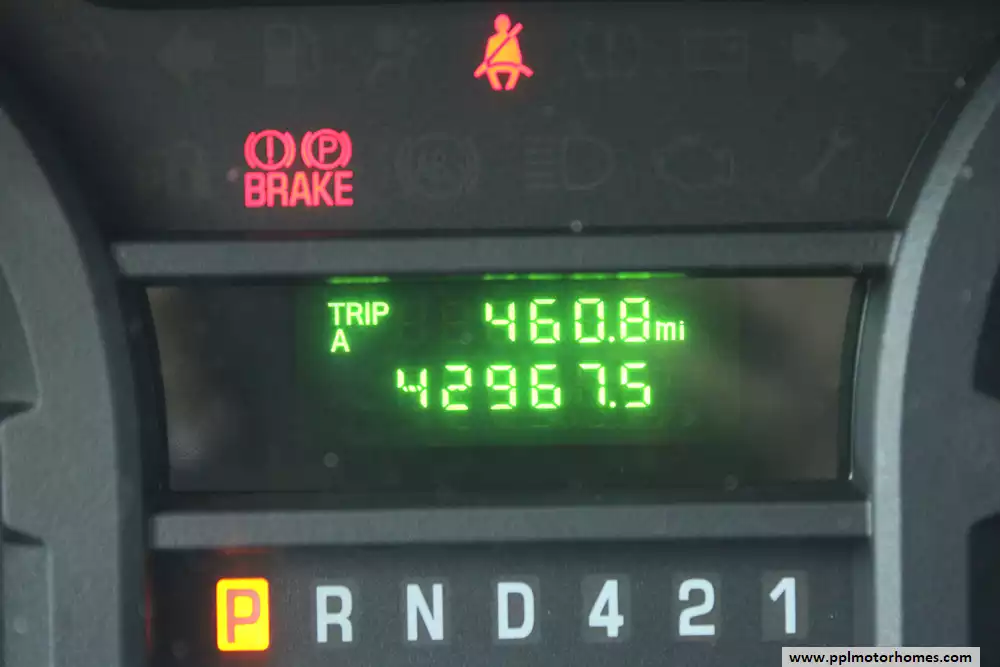 BRAKE
TRIP 460.8 mi
A
42967.5
P R N D 4 2 1
www.pplmotorhomes.com